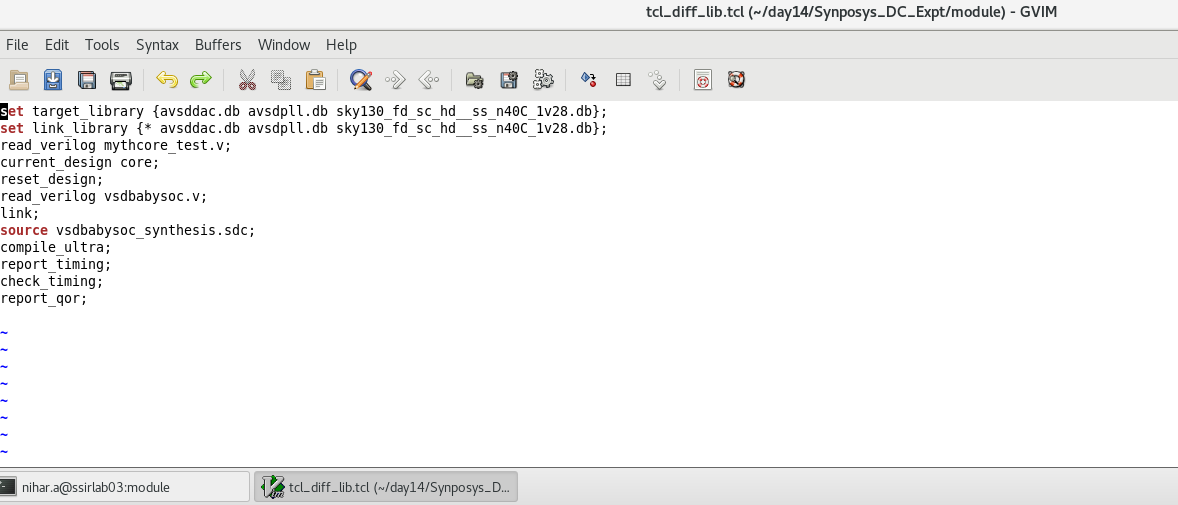 tcl_diff_lib.tcl (~/day14/Synposys_DC_Expt/module) - GVIM
File Edit Tools Syntax Buffers Window Help
set target_library {avsddac.db avsdpll.db sky130_fd_sc_hd__ss_n40C_1v28.db};
set link_library {* avsddac.db avsdpll.db sky130_fd_sc_hd__ss_n40C_1v28.db};
read_verilog mythcore_test.v;
current_design core;
reset_design;
read_verilog vsdbabysoc.v;
link;
source vsdbabysoc_synthesis.sdc;
compile_ultra;
report_timing;
check_timing;
report_qor;
~
~
~
~
~
~
~
~
nihar.a@ssirlab03:module
tcl_diff_lib.tcl (~/day14/Synposys_D...